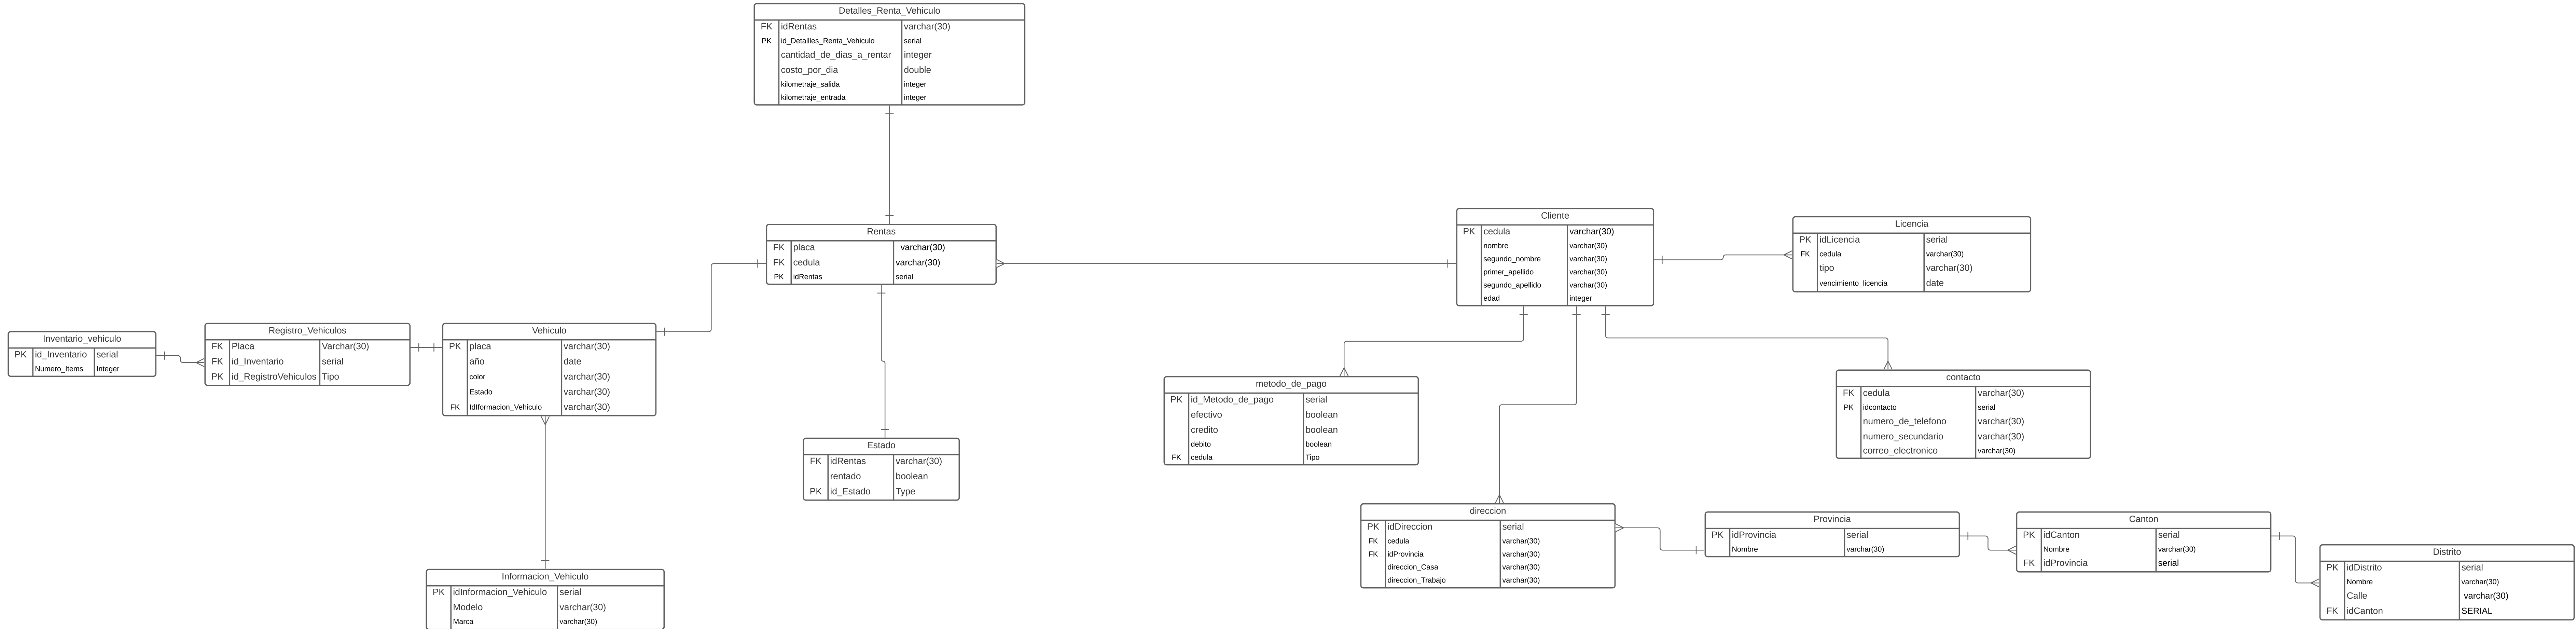 Detalles_Renta_Vehiculo
FK idRentas varchar(30)
PK id_Detallles_Renta_Vehiculo serial
cantidad_de_dias_a_rentar integer
costo_por_dia double
kilometraje_salida integer
kilometraje_entrada integer
Rentas
FK placa varchar(30)
FK cedula varchar(30)
PK idRentas serial
Cliente
PK cedula varchar(30)
nombre varchar(30)
segundo_nombre varchar(30)
primer_apellido varchar(30)
segundo_apellido varchar(30)
edad integer
Licencia
PK idLicencia serial
FK cedula varchar(30)
tipo varchar(30)
vencimiento_licencia date
Inventario_vehiculo
PK id_Inventario serial
Numero_Items Integer
Registro_Vehiculos
FK Placa Varchar(30)
FK id_Inventario serial
PK id_RegistroVehiculos Tipo
Vehiculo
PK placa varchar(30)
año date
color varchar(30)
Estado varchar(30)
FK IdInformacion_Vehiculo varchar(30)
metodo_de_pago
PK id_Metodo_de_pago serial
efectivo boolean
credito boolean
debito boolean
FK cedula Tipo
contacto
FK cedula varchar(30)
PK idcontacto serial
numero_de_telefono varchar(30)
numero_secundario varchar(30)
correo_electronico varchar(30)
Estado
FK idRentas varchar(30)
rentado boolean
PK id_Estado Type
direccion
PK idDireccion serial
FK cedula varchar(30)
FK idProvincia varchar(30)
direccion_Casa varchar(30)
direccion_Trabajo varchar(30)
Provincia
PK idProvincia serial
Nombre varchar(30)
Canton
PK idCanton serial
Nombre varchar(30)
FK idProvincia serial
Distrito
PK idDistrito serial
Nombre varchar(30)
Calle varchar(30)
FK idCanton SERIAL
Informacion_Vehiculo
PK idInformacion_Vehiculo serial
Modelo varchar(30)
Marca varchar(30)